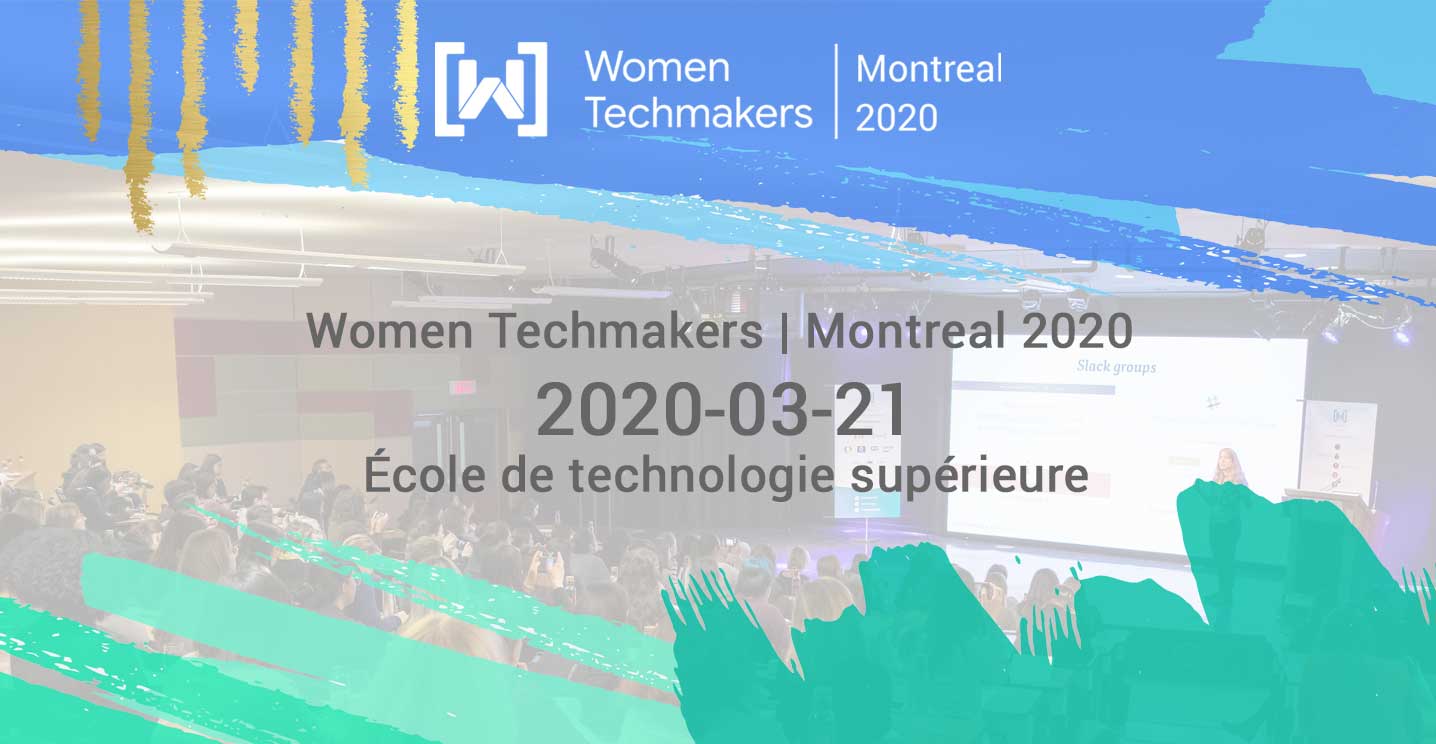 [W] Women Techmakers | Montreal 2020
Women Techmakers | Montreal 2020
2020-03-21
École de technologie supérieure
Slack groups